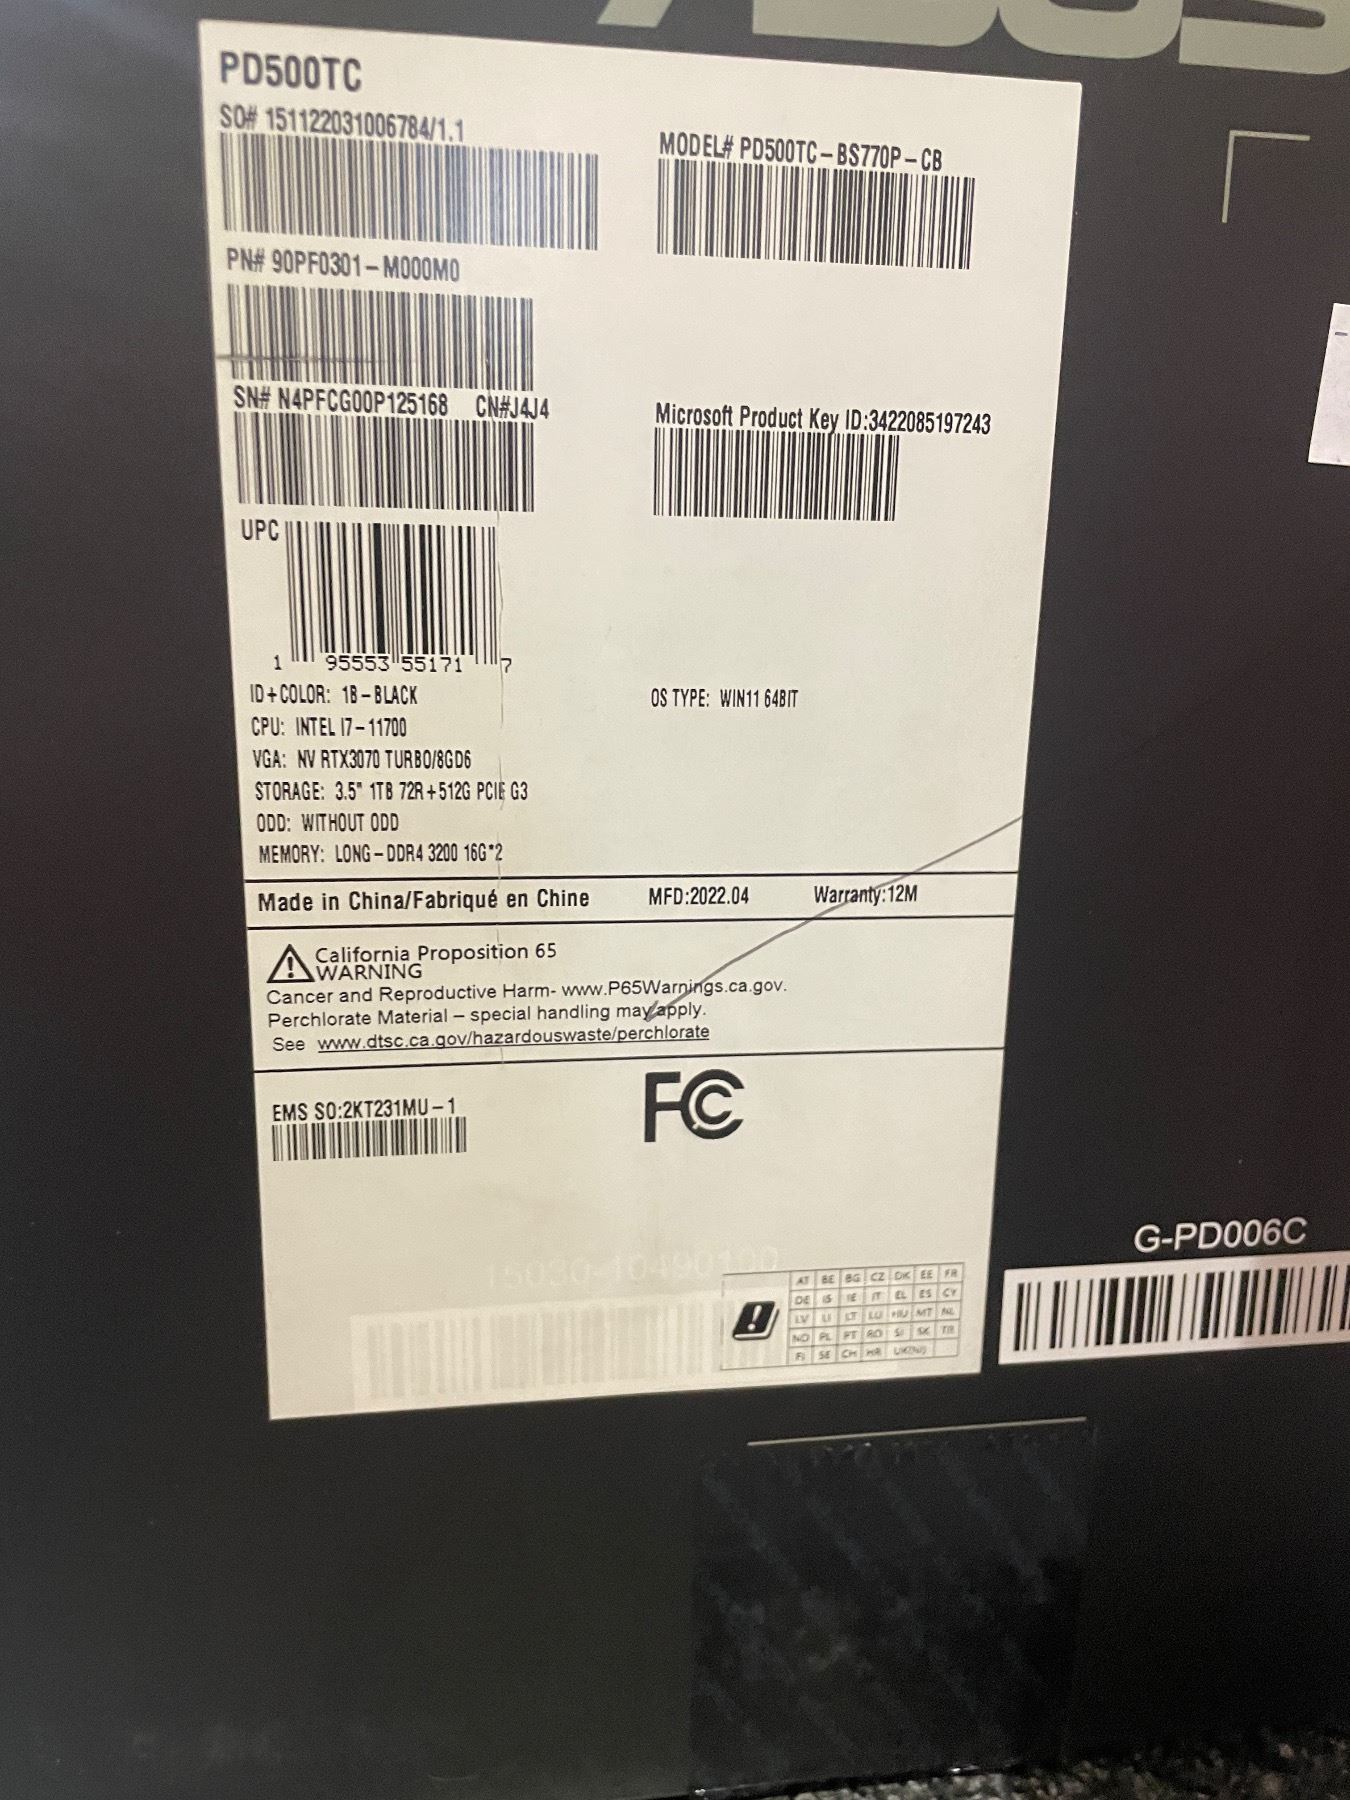 PD500TC
SO# 151122031006784/1.1
MODEL# PD500TC-BS770P-CB
PN# 90PF0301-M000M0
SN# N4PFCG00P125168 CN#J4J4
Microsoft Product Key ID:3422085197243
UPC
1 95553 55171 7
ID+COLOR: 1B-BLACK
OS TYPE: WIN11 64BIT
CPU: INTEL I7-11700
VGA: NV RTX3070 TURBO/8GD6
STORAGE: 3.5" 1TB 72R+512G PCIE G3
ODD: WITHOUT ODD
MEMORY: LONG-DDR4 3200 16G*2
Made in China/Fabriqué en Chine MFD:2022.04 Warranty:12M
California Proposition 65
WARNING
Cancer and Reproductive Harm- www.P65Warnings.ca.gov.
Perchlorate Material – special handling may apply.
See www.dtsc.ca.gov/hazardouswaste/perchlorate
EMS SO:2KT231MU-1
FC
G-PD006C
15030-10490100
AT BE BG CZ DK EE FR
DE IS IE IT EL ES CY
LV LI LT LU HU MT NL
NO PL PT RO SI SK TR
FI SE CH HR UK(NI)